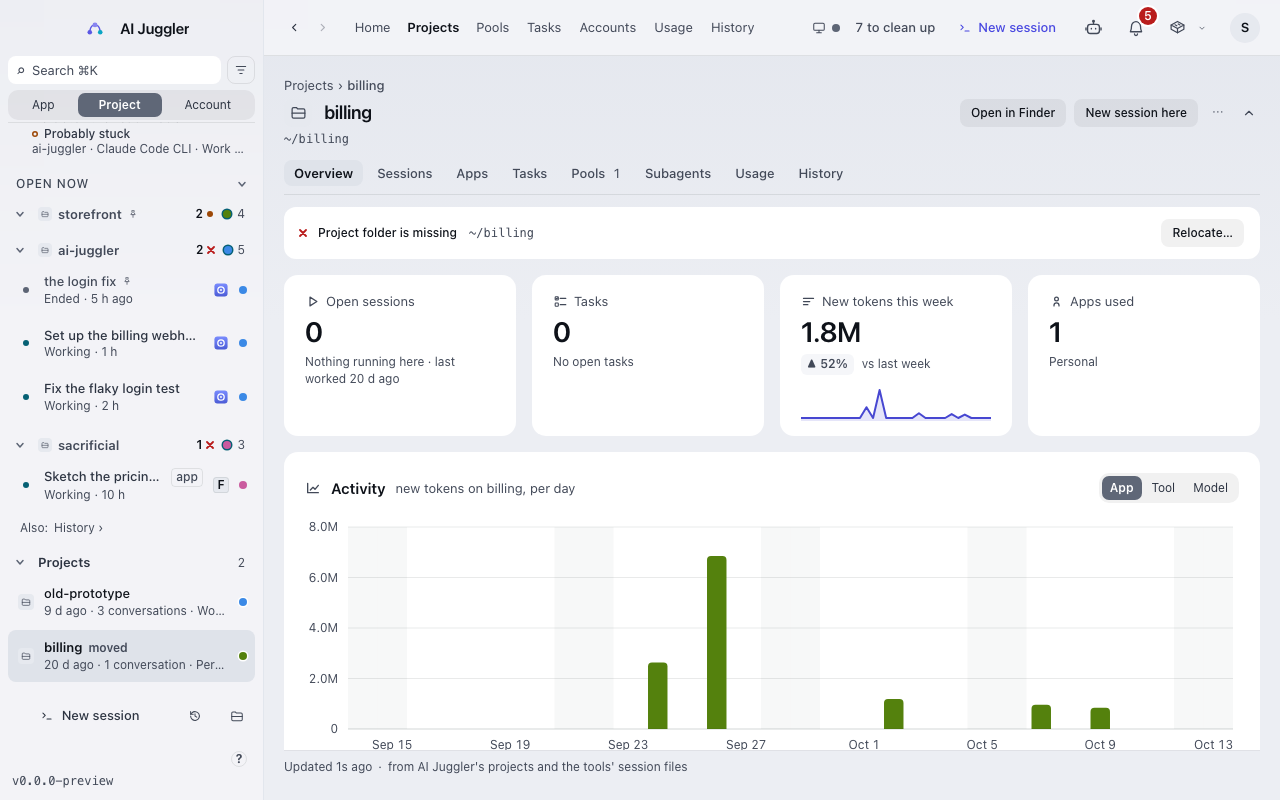 AI Juggler
Search ⌘K
App Project Account
Probably stuck
ai-juggler · Claude Code CLI · Work ...
OPEN NOW
storefront 2 4
ai-juggler 2 5
the login fix
Ended · 5 h ago
Set up the billing webh...
Working · 1 h
Fix the flaky login test
Working · 2 h
sacrificial 1 3
Sketch the pricin... app F
Working · 10 h
Also: History ›
Projects 2
old-prototype
9 d ago · 3 conversations · Wo...
billing moved
20 d ago · 1 conversation · Per...
New session
?
v0.0.0-preview
Home Projects Pools Tasks Accounts Usage History
7 to clean up
New session
5
S
Projects › billing
billing
Open in Finder New session here ...
~/billing
Overview Sessions Apps Tasks Pools 1 Subagents Usage History
Project folder is missing ~/billing
Relocate...
Open sessions
0
Nothing running here · last
worked 20 d ago
Tasks
0
No open tasks
New tokens this week
1.8M
▲ 52% vs last week
Apps used
1
Personal
Activity new tokens on billing, per day
App Tool Model
8.0M
6.0M
4.0M
2.0M
0
Sep 15 Sep 19 Sep 23 Sep 27 Oct 1 Oct 5 Oct 9 Oct 13
Updated 1s ago · from AI Juggler's projects and the tools' session files